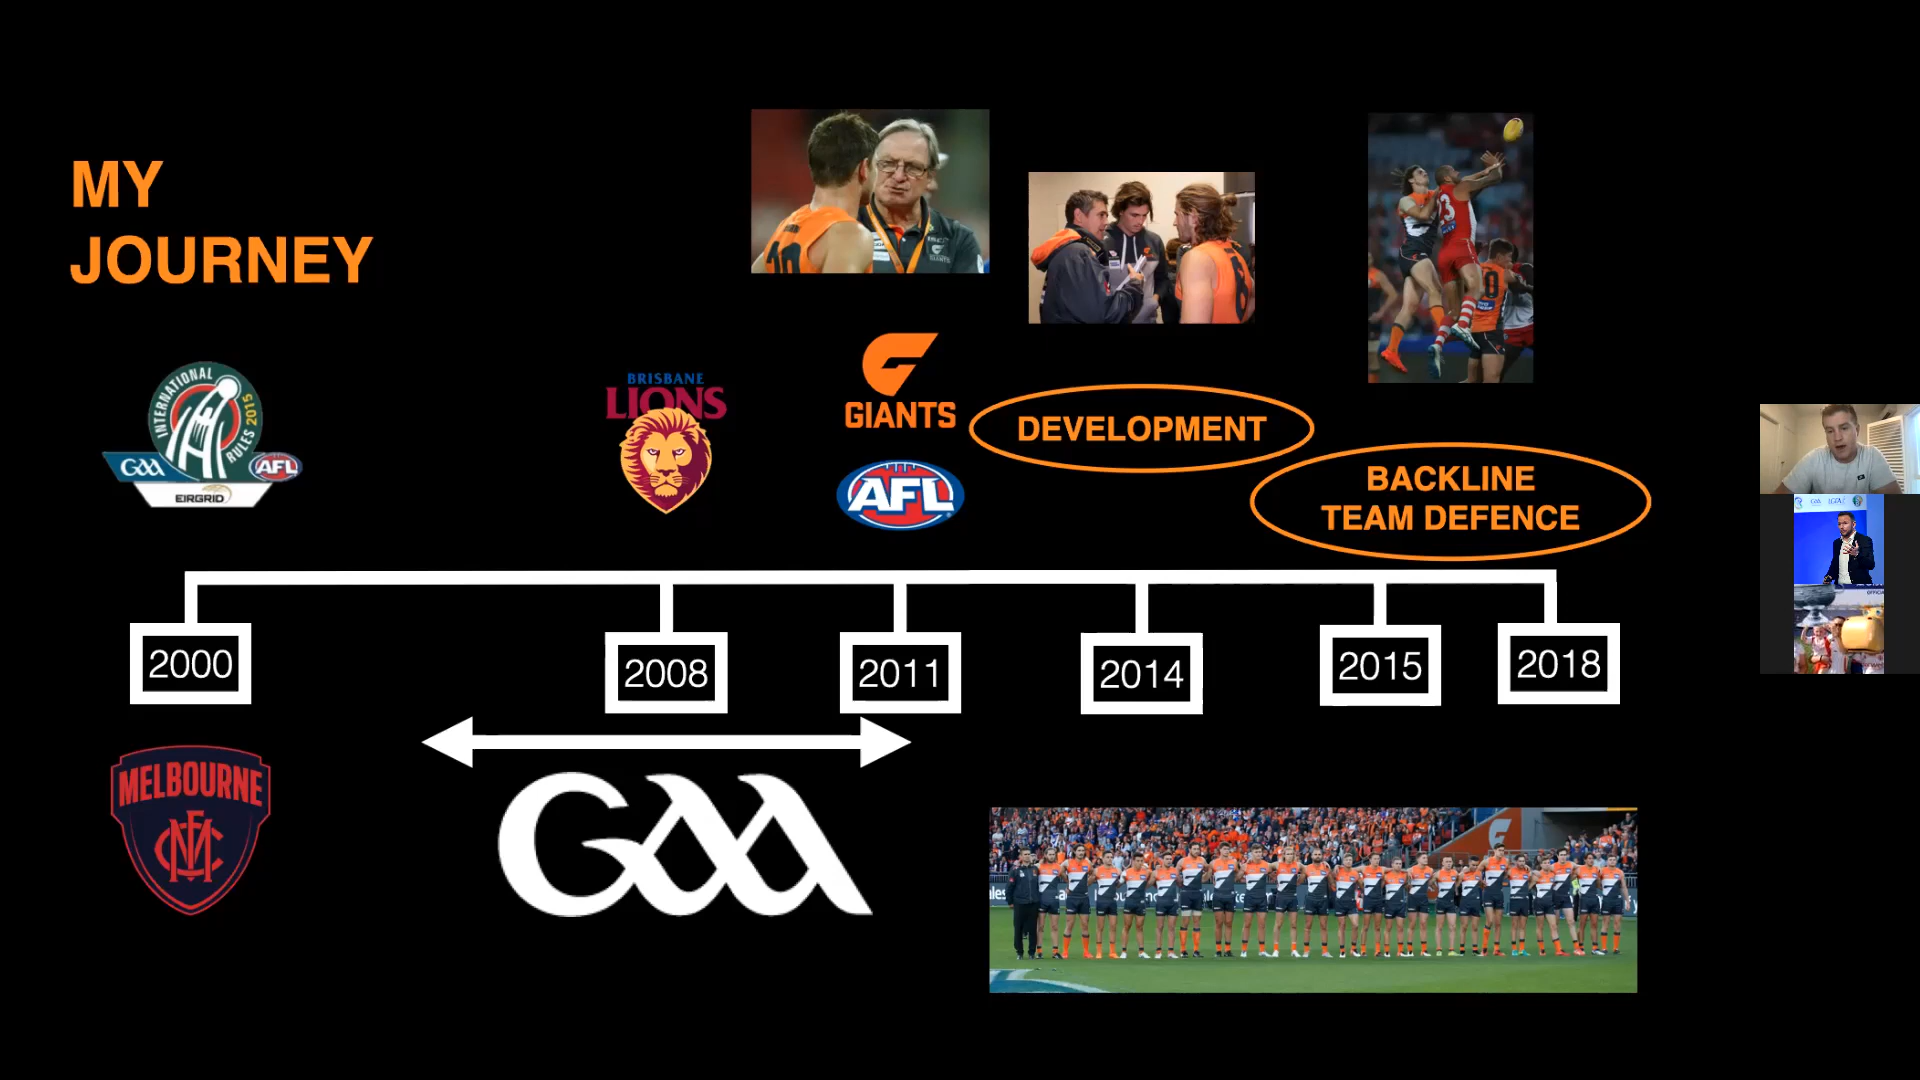 MY
JOURNEY
INTERNATIONAL
RULES 2015
GAA
AFL
EIRGRID
BRISBANE
LIONS
GIANTS
AFL
DEVELOPMENT
BACKLINE
TEAM DEFENCE
2000
2008
2011
2014
2015
2018
MELBOURNE
MFC
GAA